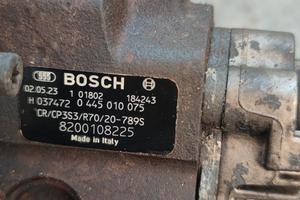 BOSCH
02.05.23 1 01802 184243
H 037472 0 445 010 075
CR/CP3S3/R70/20-789S
8200108225
Made in Italy